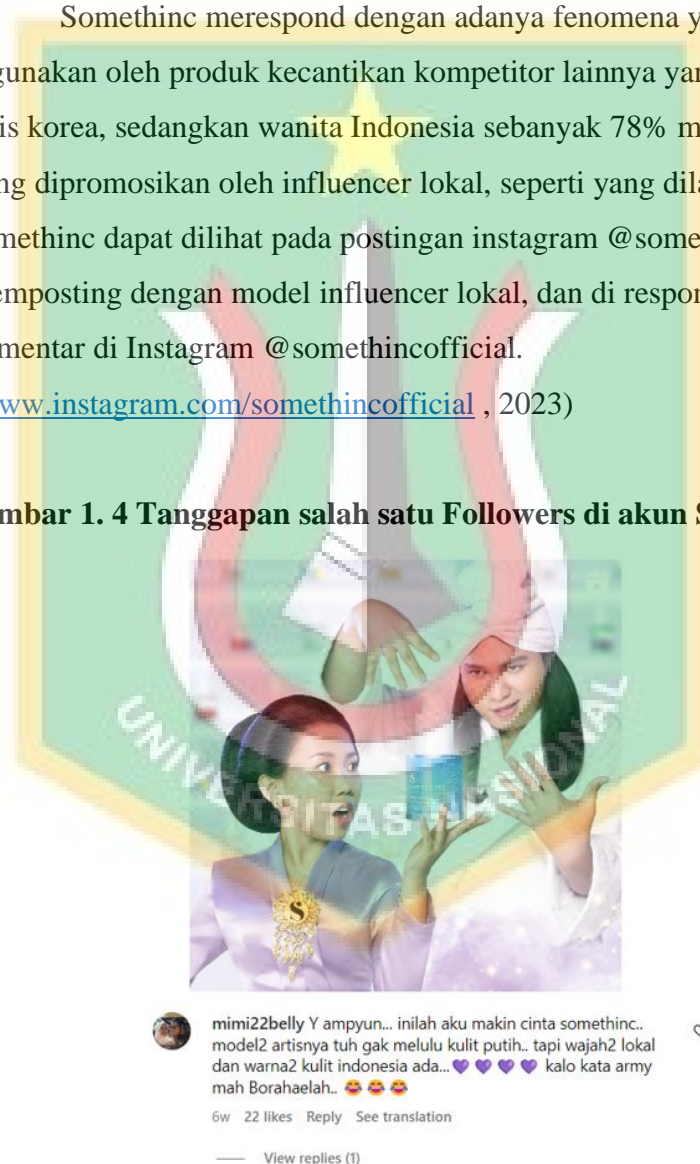 Somethinc merespond dengan adanya fenomena y
gunakan oleh produk kecantikan kompetitor lainnya yan
is korea, sedangkan wanita Indonesia sebanyak 78% m
ng dipromosikan oleh influencer lokal, seperti yang dila
methinc dapat dilihat pada postingan instagram @some
emposting dengan model influencer lokal, dan di respon
mentar di Instagram @somethincofficial.
ww.instagram.com/somethincofficial , 2023)
mbar 1. 4 Tanggapan salah satu Followers di akun S
UNIVERSITAS NASIONAL
S
mimi22belly Y ampyun... inilah aku makin cinta somethinc..
model2 artisnya tuh gak melulu kulit putih.. tapi wajah2 lokal
dan warna2 kulit indonesia ada...💜 💜 💜 💜 kalo kata army
mah Borahaelah.. 😂 😂 😂
6w 22 likes Reply See translation
View replies (1)